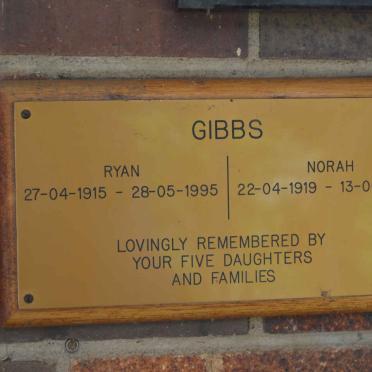 GIBBS
RYAN NORAH
27-04-1915 - 28-05-1995 22-04-1919 - 13-0
LOVINGLY REMEMBERED BY
YOUR FIVE DAUGHTERS
AND FAMILIES